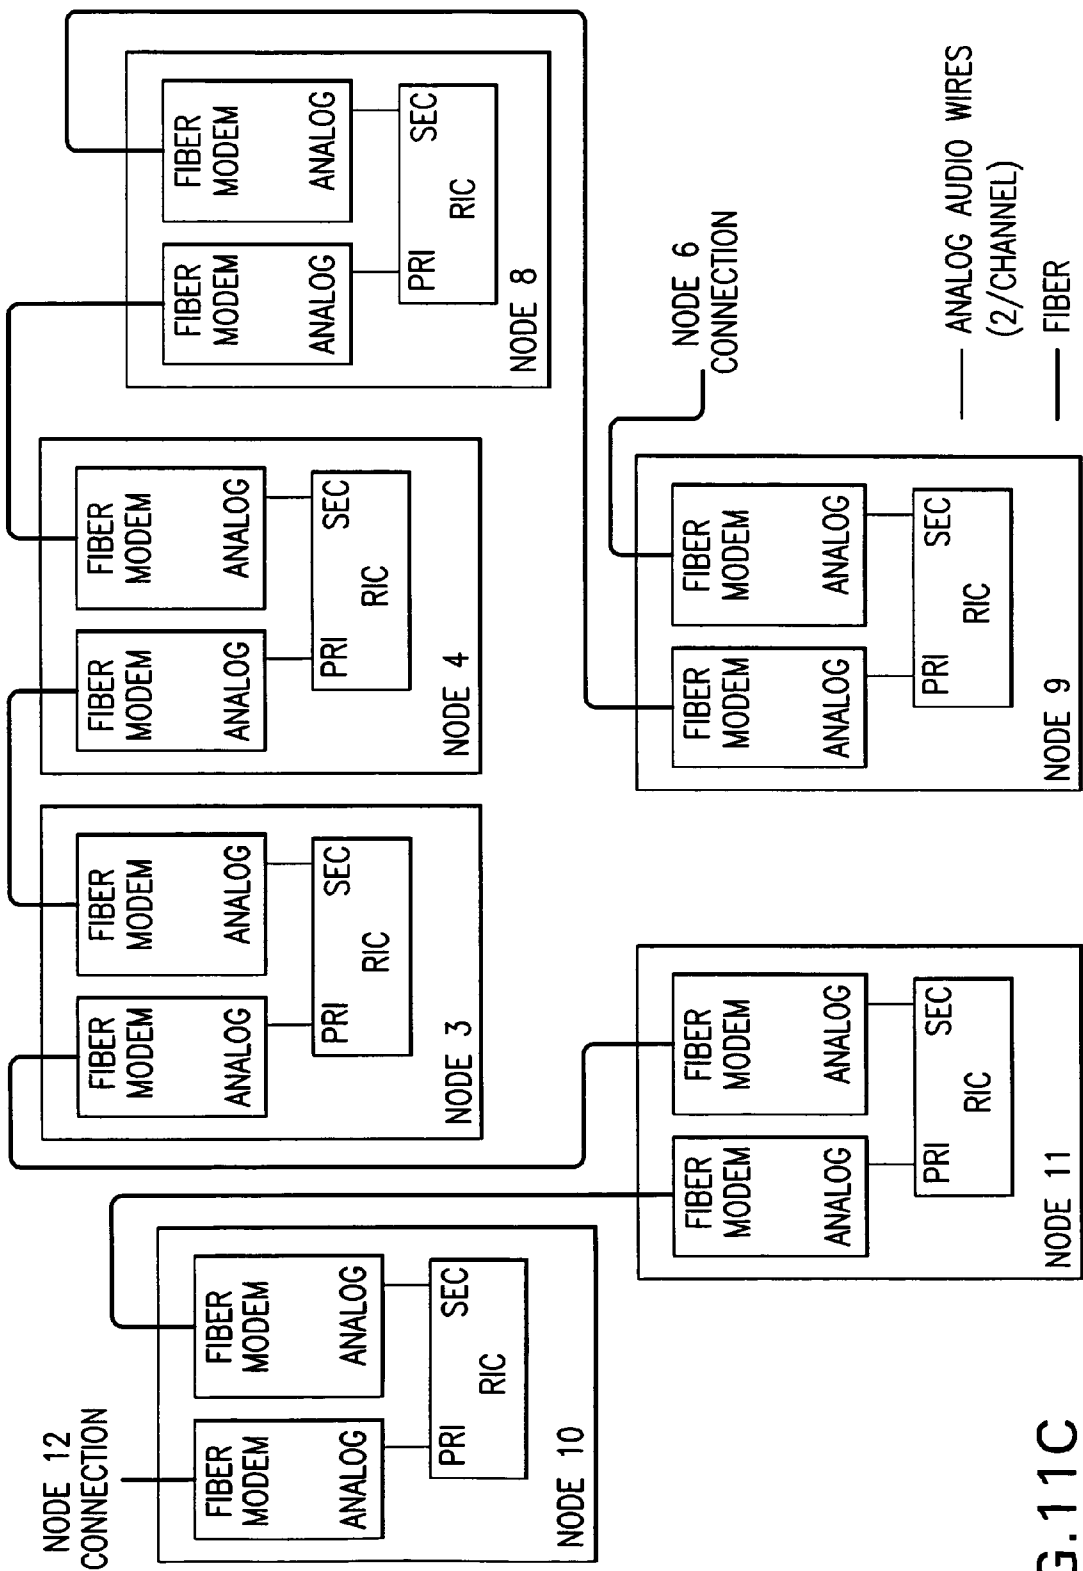 NODE 12
CONNECTION
FIBER
MODEM
ANALOG
FIBER
MODEM
ANALOG
PRI
SEC
RIC
NODE 10
FIBER
MODEM
ANALOG
FIBER
MODEM
ANALOG
PRI
SEC
RIC
NODE 3
FIBER
MODEM
ANALOG
FIBER
MODEM
ANALOG
PRI
SEC
RIC
NODE 4
FIBER
MODEM
ANALOG
FIBER
MODEM
ANALOG
PRI
SEC
RIC
NODE 8
FIBER
MODEM
ANALOG
FIBER
MODEM
ANALOG
PRI
SEC
RIC
NODE 11
FIBER
MODEM
ANALOG
FIBER
MODEM
ANALOG
PRI
SEC
RIC
NODE 9
NODE 6
CONNECTION
ANALOG AUDIO WIRES
(2/CHANNEL)
FIBER
G.11C